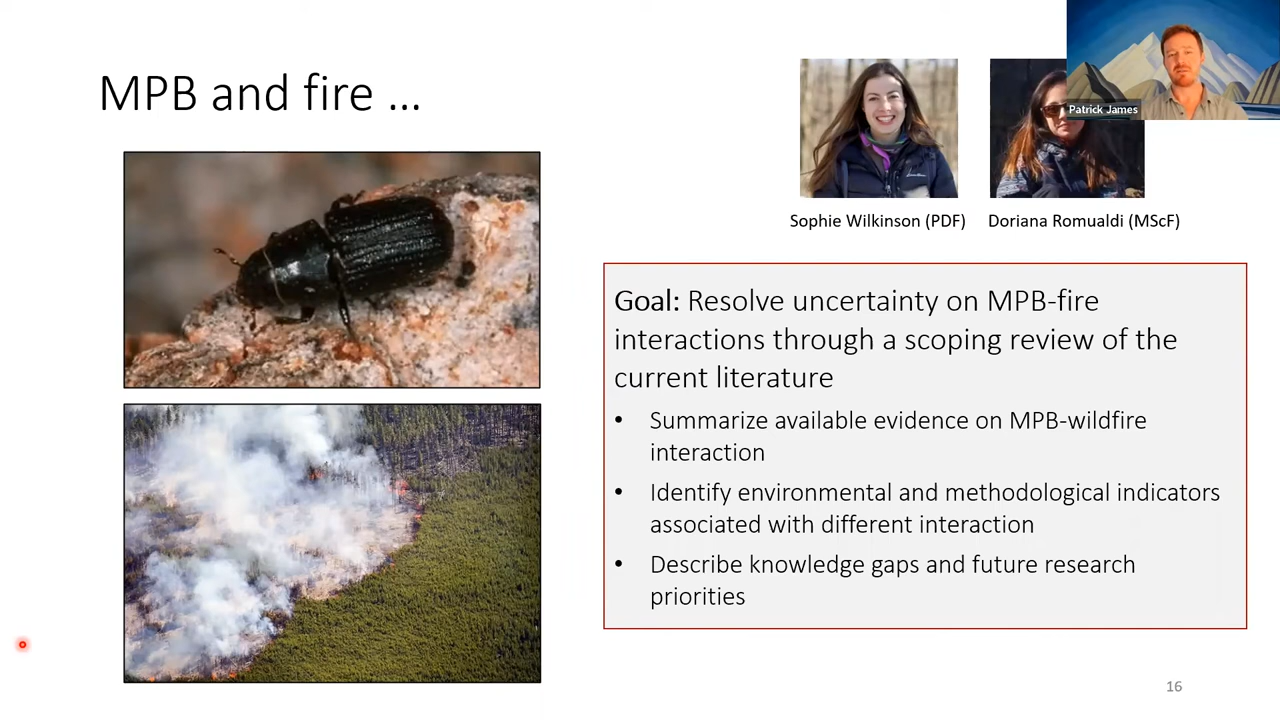 MPB and fire ...
Patrick James
Sophie Wilkinson (PDF)
Doriana Romualdi (MScF)
Goal: Resolve uncertainty on MPB-fire
interactions through a scoping review of the
current literature
• Summarize available evidence on MPB-wildfire
interaction
• Identify environmental and methodological indicators
associated with different interaction
• Describe knowledge gaps and future research
priorities
16